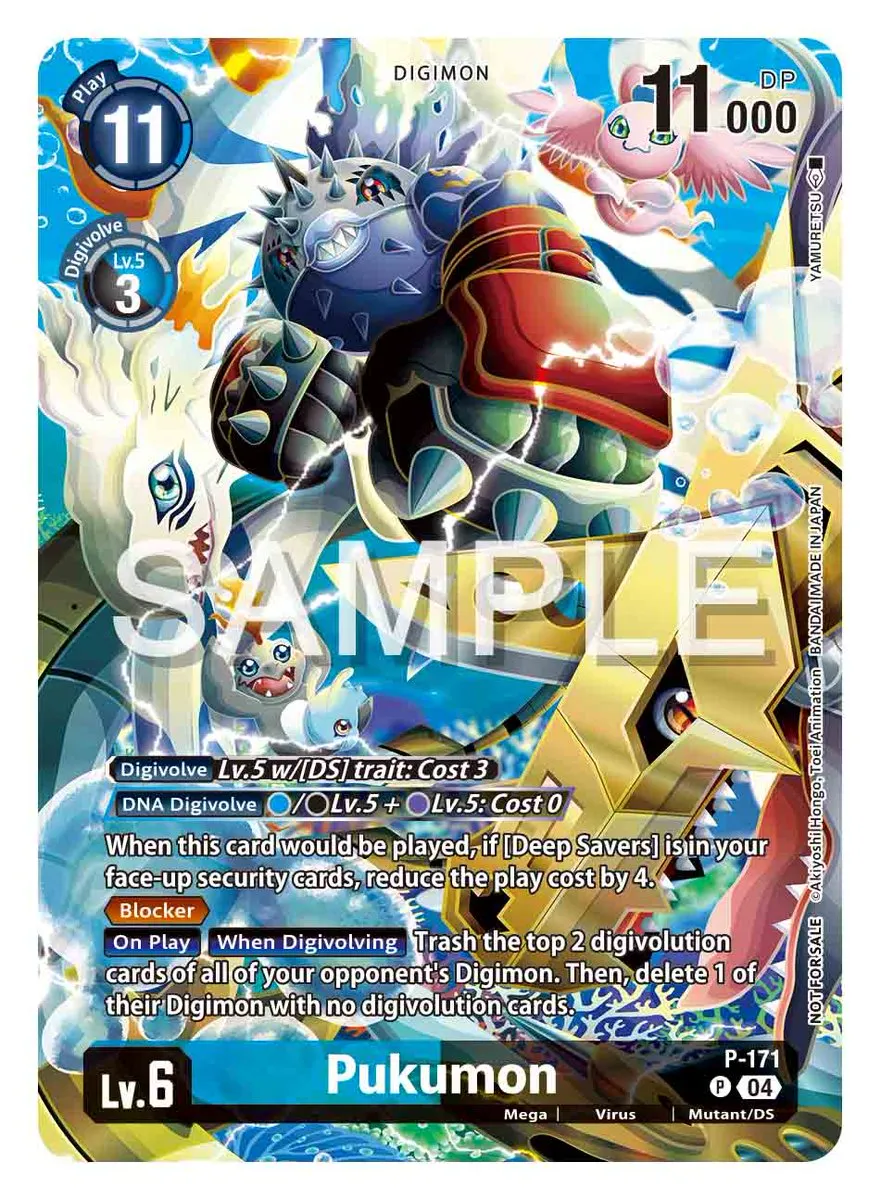 DIGIMON
Play
11
11000
DP
Digivolve
Lv.5
3
YAMURETSU
SAMPLE
Digivolve Lv.5 w/[DS] trait: Cost 3
DNA Digivolve / Lv.5 + Lv.5: Cost 0
When this card would be played, if [Deep Savers] is in your
face-up security cards, reduce the play cost by 4.
Blocker
On Play When Digivolving Trash the top 2 digivolution
cards of all of your opponent's Digimon. Then, delete 1 of
their Digimon with no digivolution cards.
NOT FOR SALE ©Akiyoshi Hongo, Toei Animation BANDAI MADE IN JAPAN
Lv.6
Pukumon
P-171
P 04
Mega | Virus | Mutant/DS